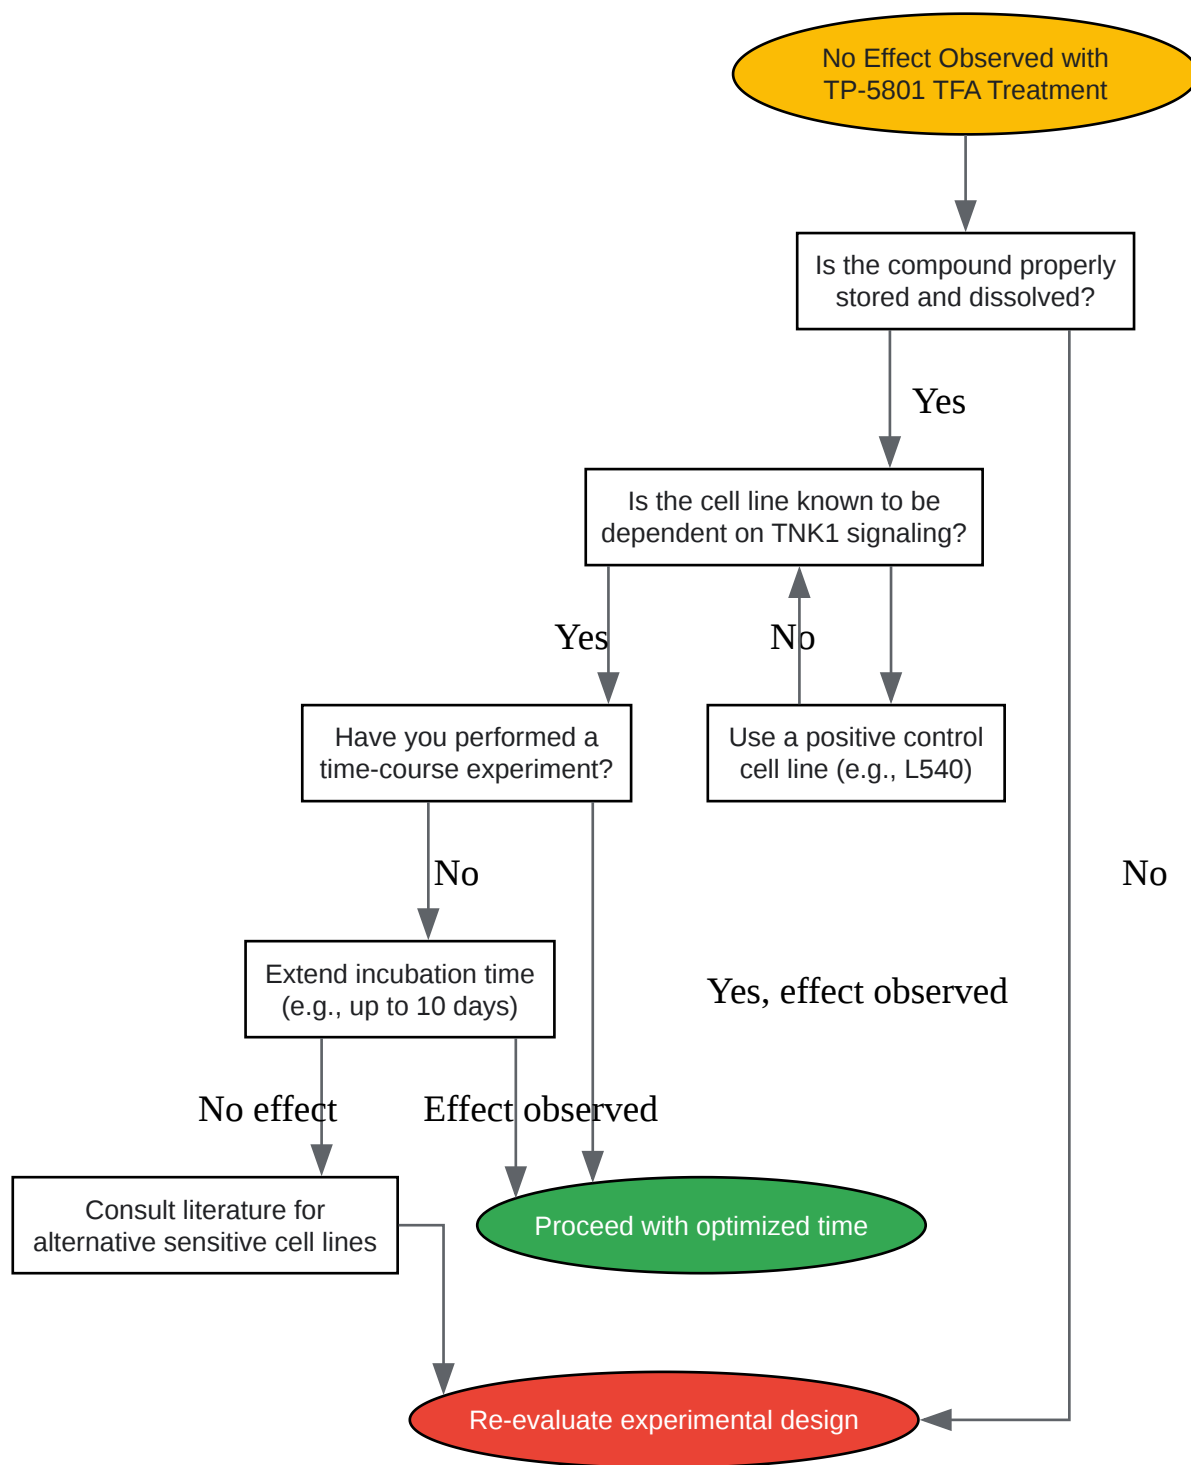 No Effect Observed with
TP-5801 TFA Treatment
Is the compound properly
stored and dissolved?
Yes
Is the cell line known to be
dependent on TNK1 signaling?
Yes
No
Have you performed a
time-course experiment?
Use a positive control
cell line (e.g., L540)
No
No
Extend incubation time
(e.g., up to 10 days)
Yes, effect observed
No effect
Effect observed
Consult literature for
alternative sensitive cell lines
Proceed with optimized time
Re-evaluate experimental design